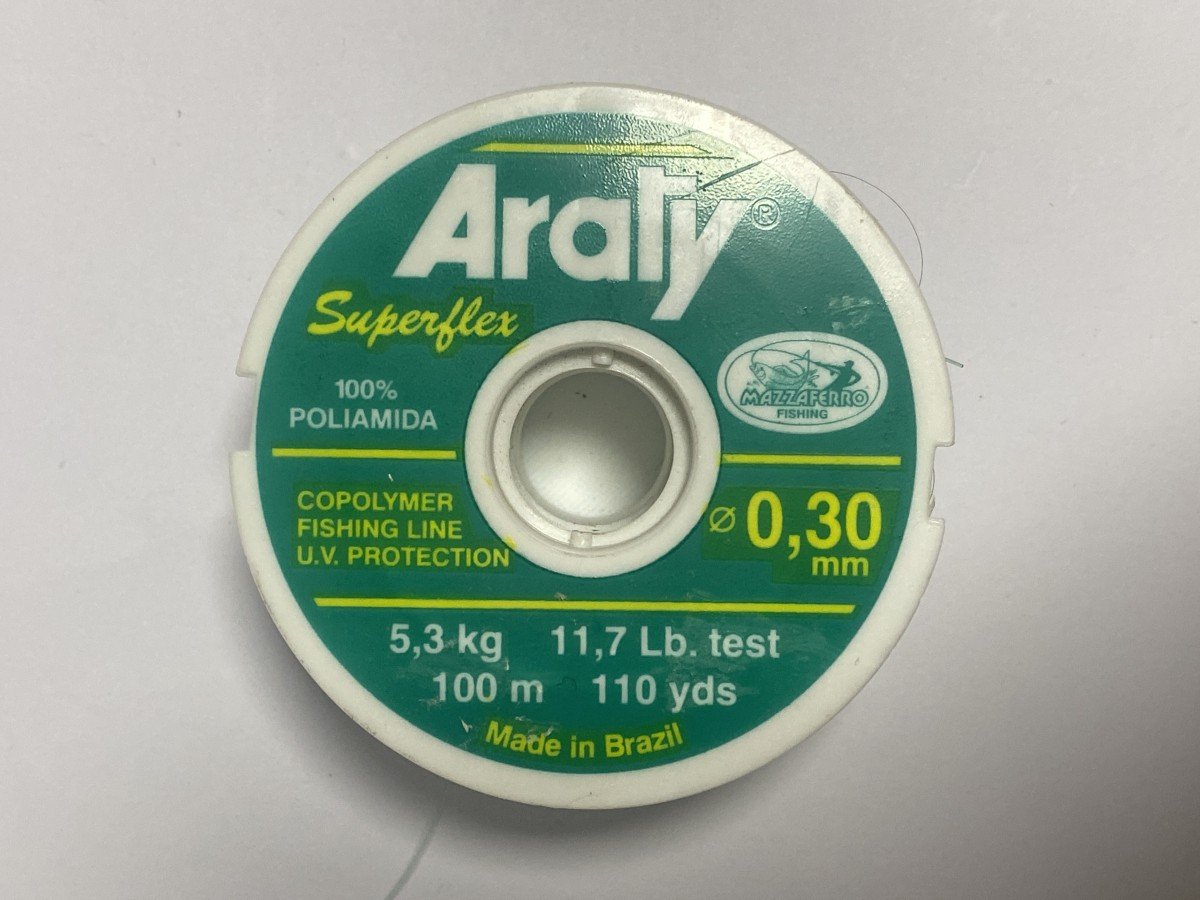 Araty®
Superflex
100%
POLIAMIDA
MAZZAFERRO
FISHING
COPOLYMER
FISHING LINE
U.V. PROTECTION
ø 0,30
mm
5,3 kg 11,7 Lb. test
100 m 110 yds
Made in Brazil